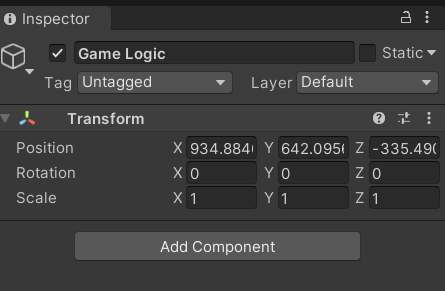 Inspector
Game Logic Static
Tag Untagged Layer Default
Transform
Position X 934.884 Y 642.095 Z -335.49
Rotation X 0 Y 0 Z 0
Scale X 1 Y 1 Z 1
Add Component